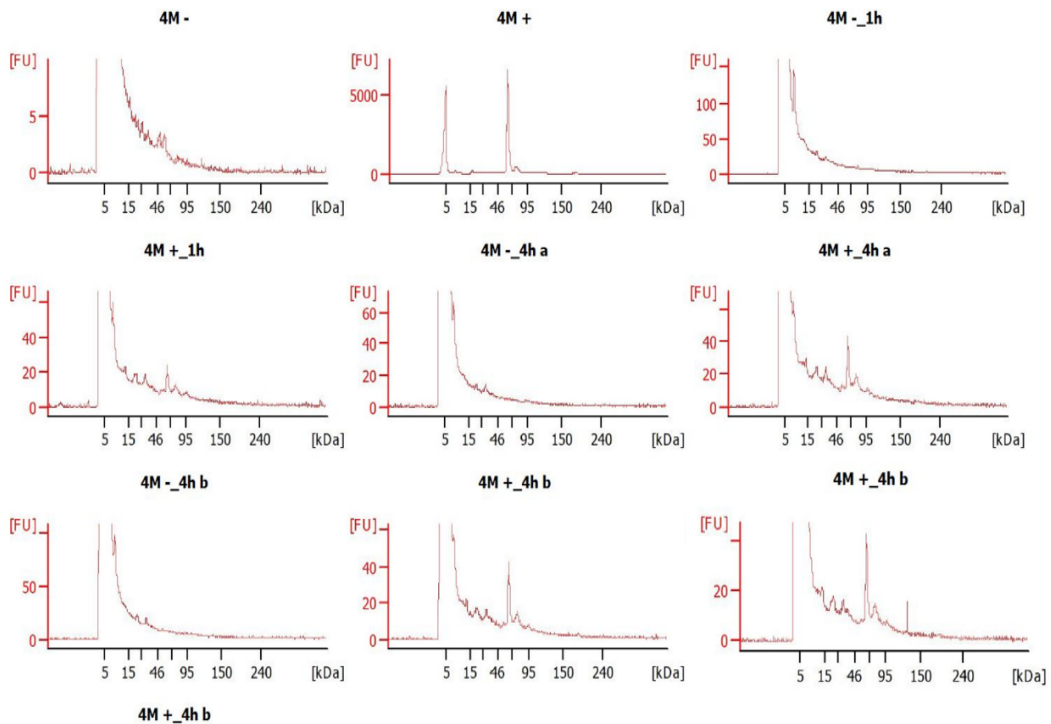 4M - 4M + 4M -_1h
[FU] [FU] [FU]
5000
100
5
50
0 0 0
5 15 46 95 150 240 [kDa] 5 15 46 95 150 240 [kDa] 5 15 46 95 150 240 [kDa]
4M +_1h 4M -_4h a 4M +_4h a
[FU] [FU] [FU]
60
40 40 40
20 20 20
0 0 0
5 15 46 95 150 240 [kDa] 5 15 46 95 150 240 [kDa] 5 15 46 95 150 240 [kDa]
4M -_4h b 4M +_4h b 4M +_4h b
[FU] [FU] [FU]
40
50 20 20
0 0 0
5 15 46 95 150 240 [kDa] 5 15 46 95 150 240 [kDa] 5 15 46 95 150 240 [kDa]
4M +_4h b